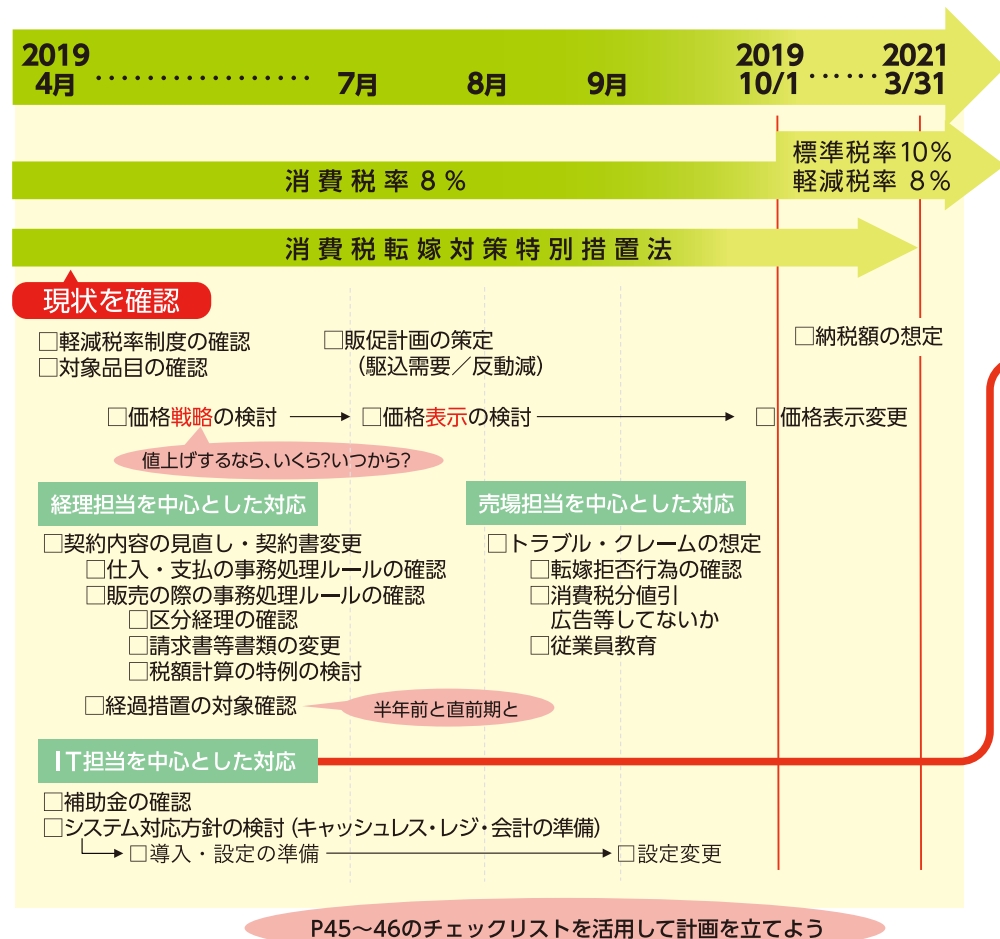 2019
4月
7月
8月
9月
2019
10/1
2021
3/31
消費税率8%
標準税率10%
軽減税率 8%
消費税転嫁対策特別措置法
現状を確認
□軽減税率制度の確認
□対象品目の確認
□販促計画の策定
(駆込需要/反動減)
□納税額の想定
□価格戦略の検討
□価格表示の検討
□価格表示変更
値上げするなら、いくら?いつから?
経理担当を中心とした対応
□契約内容の見直し・契約書変更
□仕入・支払の事務処理ルールの確認
□販売の際の事務処理ルールの確認
□区分経理の確認
□請求書等書類の変更
□税額計算の特例の検討
□経過措置の対象確認
半年前と直前期と
売場担当を中心とした対応
□トラブル・クレームの想定
□転嫁拒否行為の確認
□消費税分値引
広告等してないか
□従業員教育
IT担当を中心とした対応
□補助金の確認
□システム対応方針の検討(キャッシュレス・レジ・会計の準備)
□導入・設定の準備
□設定変更
P45~46のチェックリストを活用して計画を立てよう